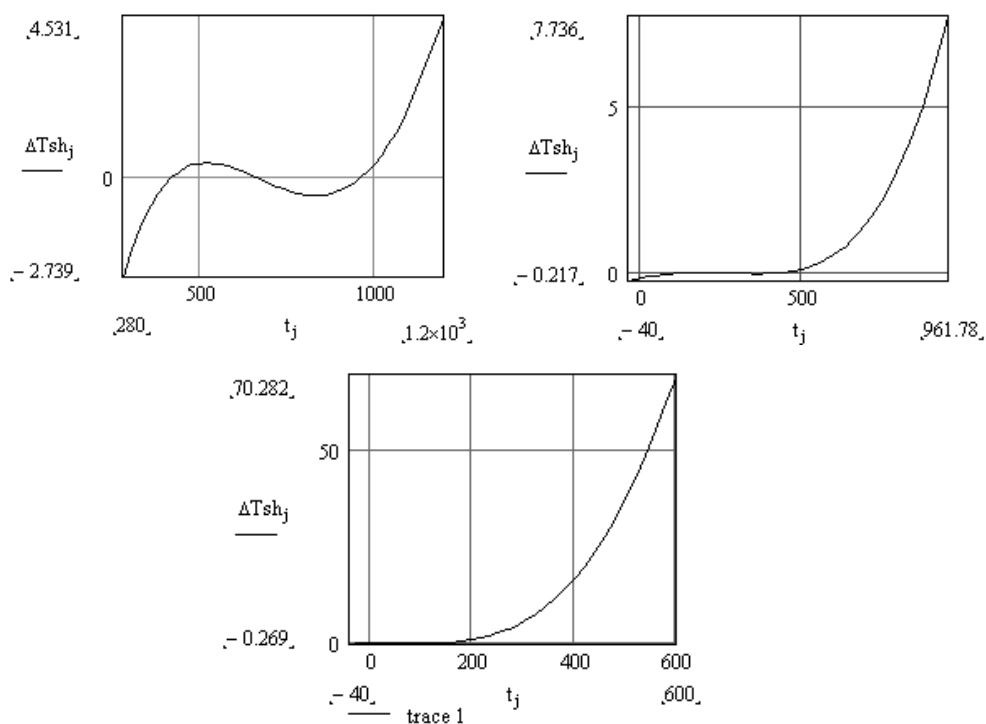 4.531
ΔTsh_j
0
− 2.739
500 1000
280 t_j 1.2×10³
7.736
5
ΔTsh_j
− 0.217
0
0 500
− 40 t_j 961.78
70.282
50
ΔTsh_j
− 0.269
0
0 200 400 600
− 40 t_j 600
trace 1